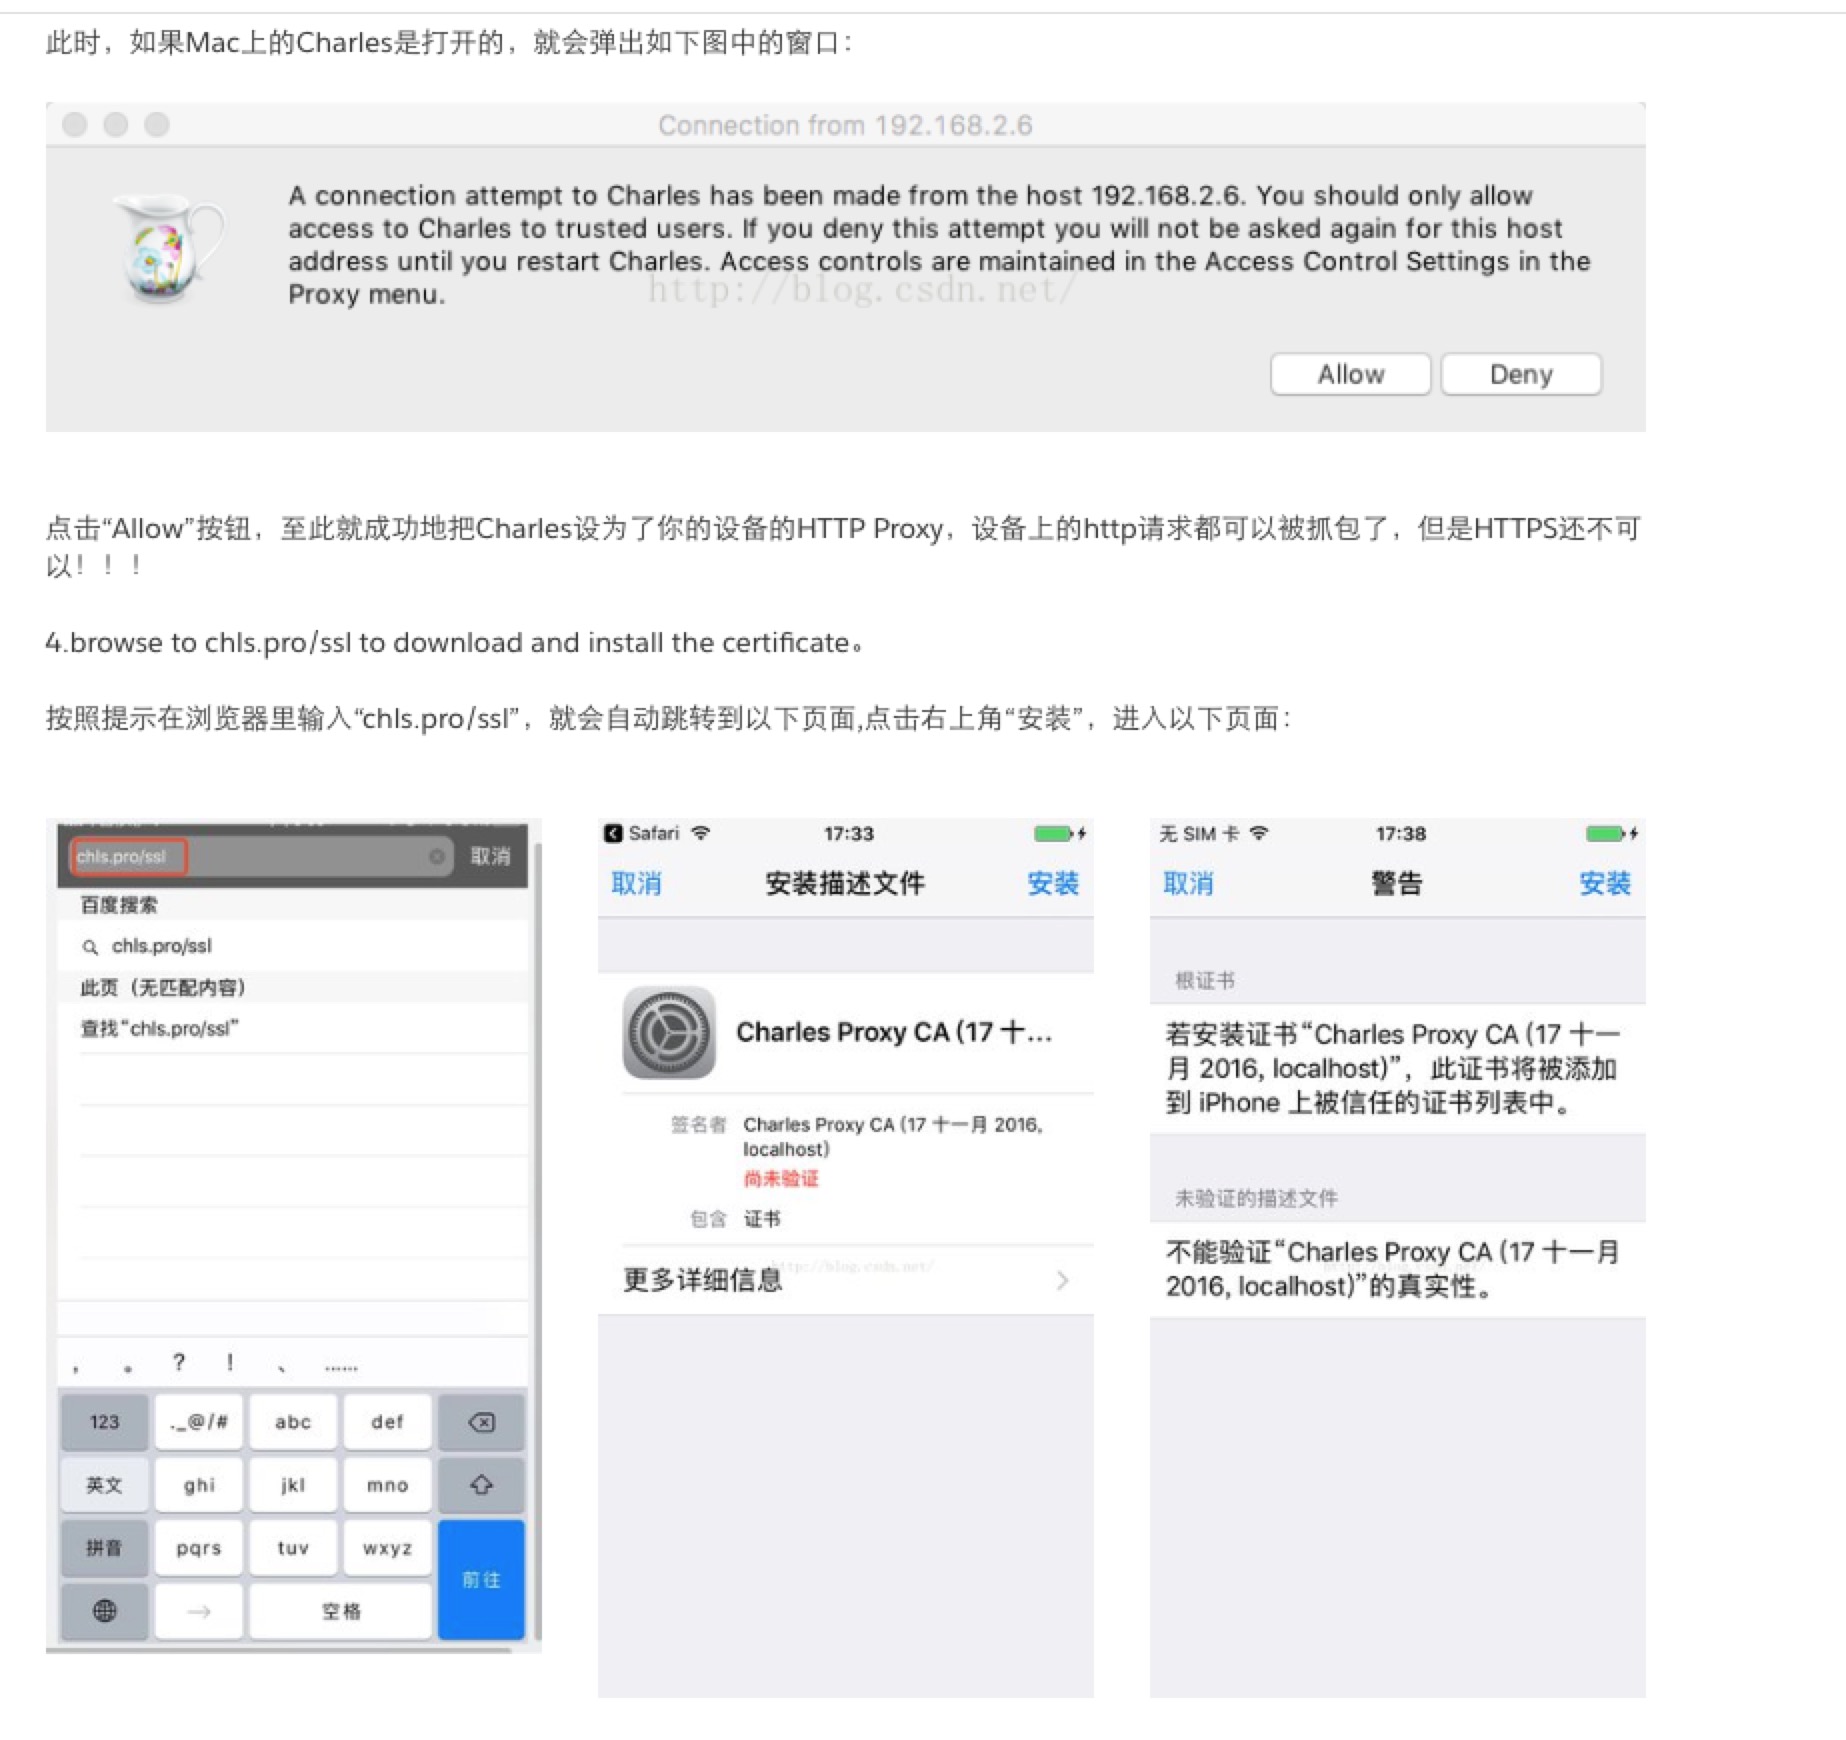 此时，如果Mac上的Charles是打开的，就会弹出如下图中的窗口：
Connection from 192.168.2.6
A connection attempt to Charles has been made from the host 192.168.2.6. You should only allow
access to Charles to trusted users. If you deny this attempt you will not be asked again for this host
address until you restart Charles. Access controls are maintained in the Access Control Settings in the
Proxy menu.
http://blog.csdn.net/
Allow
Deny
点击“Allow”按钮，至此就成功地把Charles设为了你的设备的HTTP Proxy，设备上的http请求都可以被抓包了，但是HTTPS还不可
以！！！
4.browse to chls.pro/ssl to download and install the certificate。
按照提示在浏览器里输入“chls.pro/ssl”，就会自动跳转到以下页面,点击右上角“安装”，进入以下页面：
chls.pro/ssl
取消
百度搜索
chls.pro/ssl
此页（无匹配内容）
查找“chls.pro/ssl”
， 。 ? ! 、 ……
123 ._@/# abc def
英文 ghi jkl mno
拼音 pqrs tuv wxyz
前往
空格
Safari 17:33
取消 安装描述文件 安装
Charles Proxy CA (17 十...
签名者 Charles Proxy CA (17 十一月 2016,
localhost)
尚未验证
包含 证书
http://blog.csdn.net/
更多详细信息
无 SIM 卡 17:38
取消 警告 安装
根证书
若安装证书“Charles Proxy CA (17 十一
月 2016, localhost)”，此证书将被添加
到 iPhone 上被信任的证书列表中。
未验证的描述文件
不能验证“Charles Proxy CA (17 十一月
2016, localhost)”的真实性。